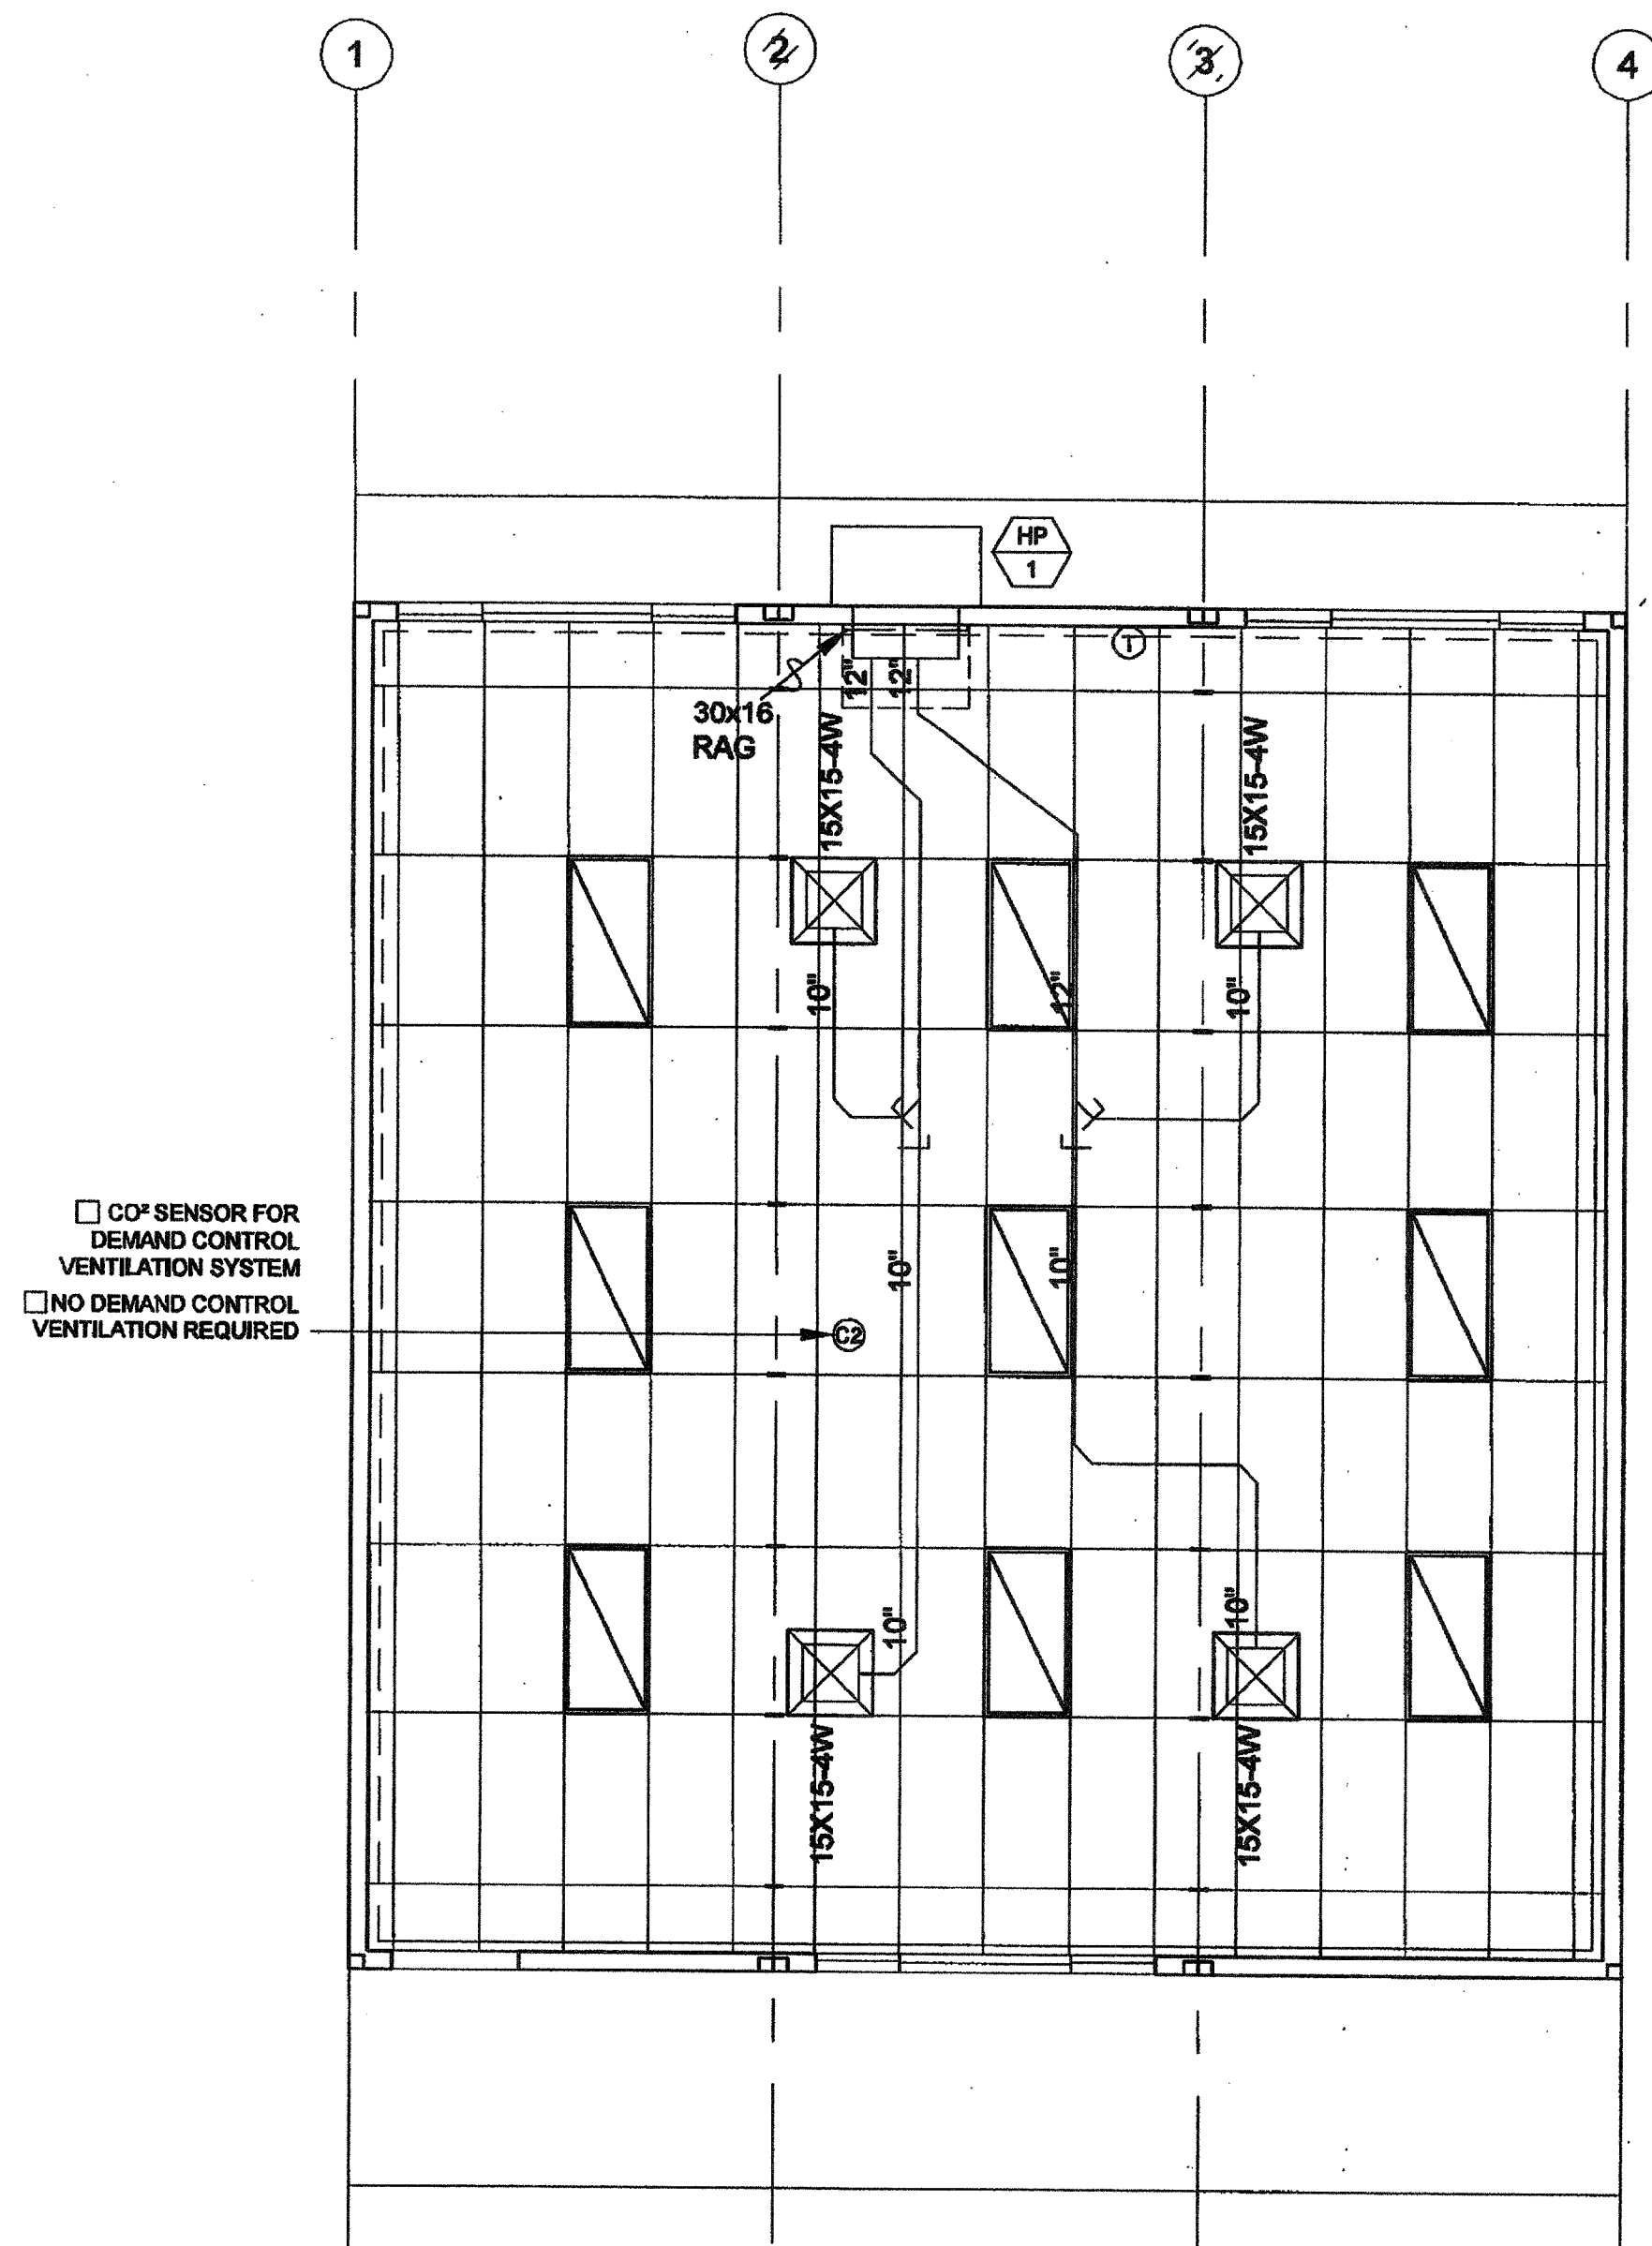 1
2
3
4
HP
1
T
12"
12"
30x16
RAG
15X15-4W
15X15-4W
10"
12"
10"
☐ CO² SENSOR FOR
DEMAND CONTROL
VENTILATION SYSTEM
☐ NO DEMAND CONTROL
VENTILATION REQUIRED
10"
10"
C2
10"
10"
15X15-4W
15X15-4W